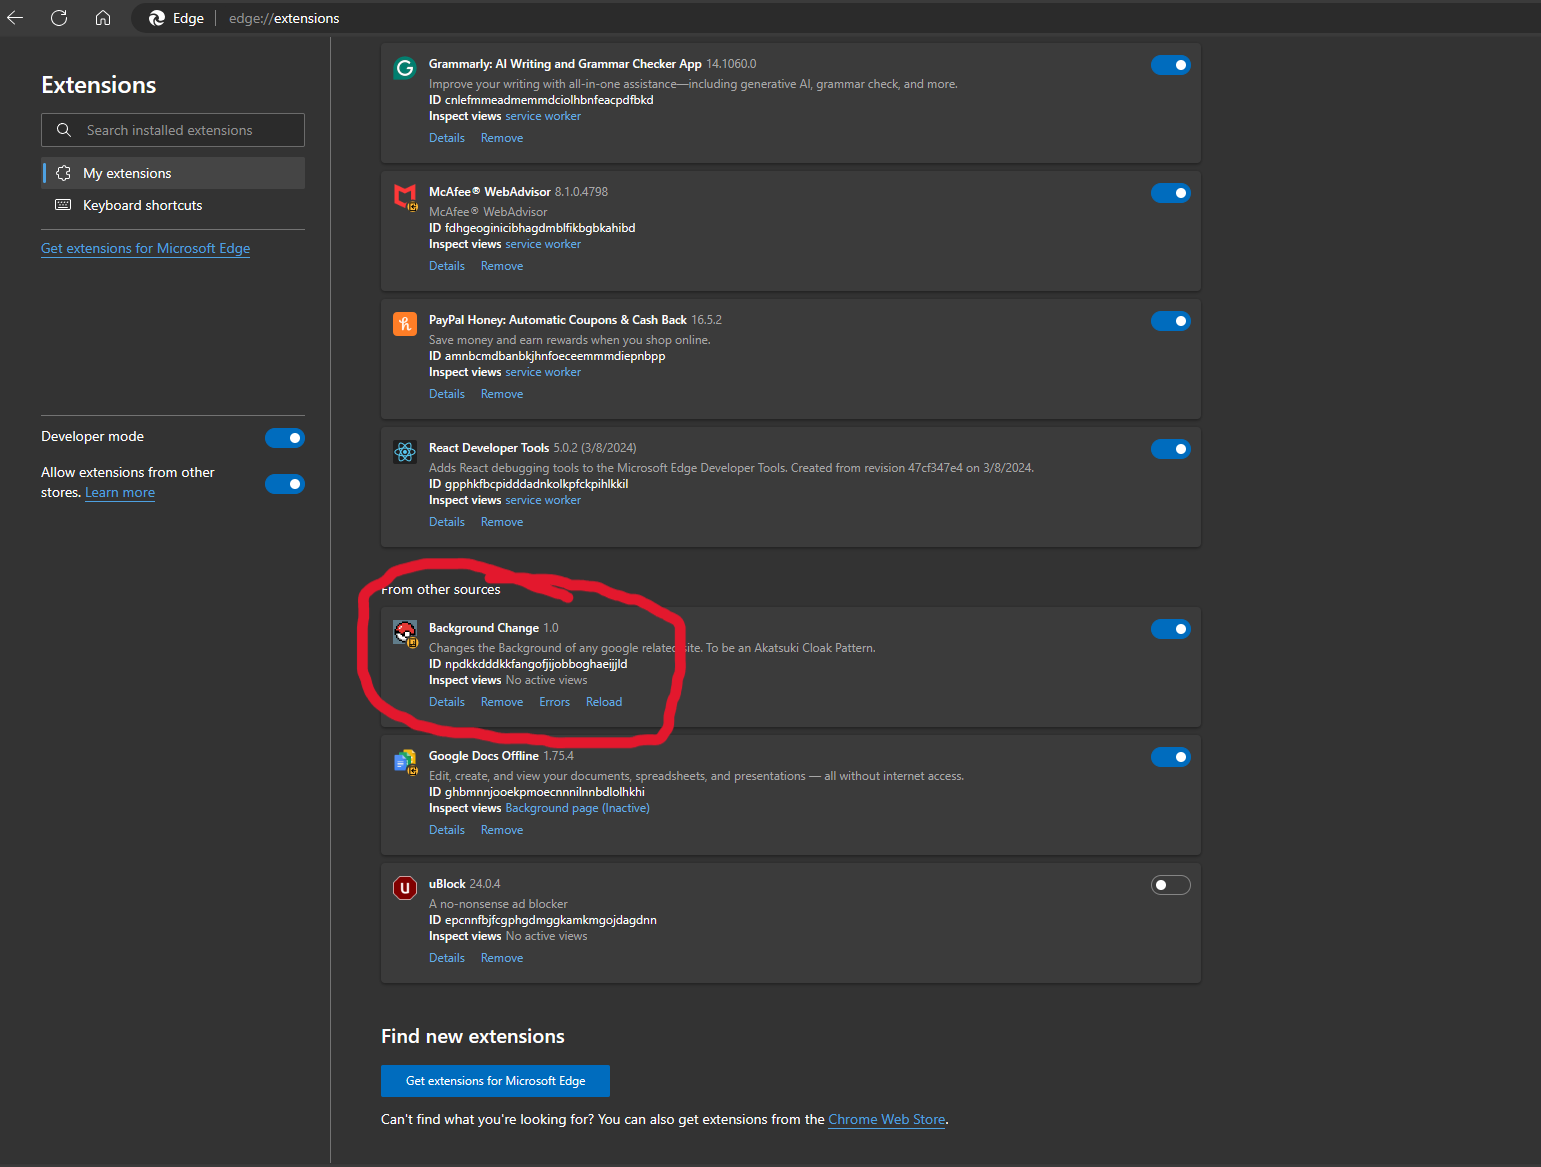 Edge
edge://extensions
Extensions
Search installed extensions
My extensions
Keyboard shortcuts
Get extensions for Microsoft Edge
Developer mode
Allow extensions from other
stores. Learn more
Grammarly: AI Writing and Grammar Checker App 14.1060.0
Improve your writing with all-in-one assistance—including generative AI, grammar check, and more.
ID cnlefmmeadmemmdciolhbnfeacpdfbkd
Inspect views service worker
Details Remove
McAfee® WebAdvisor 8.1.0.4798
McAfee® WebAdvisor
ID fdhgeoginicibhagdmblfikbgbkahibd
Inspect views service worker
Details Remove
PayPal Honey: Automatic Coupons & Cash Back 16.5.2
Save money and earn rewards when you shop online.
ID amnbcmdbanbkjhnfoeceemmmdiepnbpp
Inspect views service worker
Details Remove
React Developer Tools 5.0.2 (3/8/2024)
Adds React debugging tools to the Microsoft Edge Developer Tools. Created from revision 47cf347e4 on 3/8/2024.
ID gpphkfbcpidddadnkolkpfckpihlkkil
Inspect views service worker
Details Remove
From other sources
Background Change 1.0
Changes the Background of any google related site. To be an Akatsuki Cloak Pattern.
ID npdkkdddkkfangofjijobboghaeijjld
Inspect views No active views
Details Remove Errors Reload
Google Docs Offline 1.75.4
Edit, create, and view your documents, spreadsheets, and presentations — all without internet access.
ID ghbmnnjooekpmoecnnnilnnbdlolhkhi
Inspect views Background page (Inactive)
Details Remove
uBlock 24.0.4
A no-nonsense ad blocker
ID epcnnfbjfcgphgdmggkamkmgojdagdnn
Inspect views No active views
Details Remove
Find new extensions
Get extensions for Microsoft Edge
Can't find what you're looking for? You can also get extensions from the Chrome Web Store.